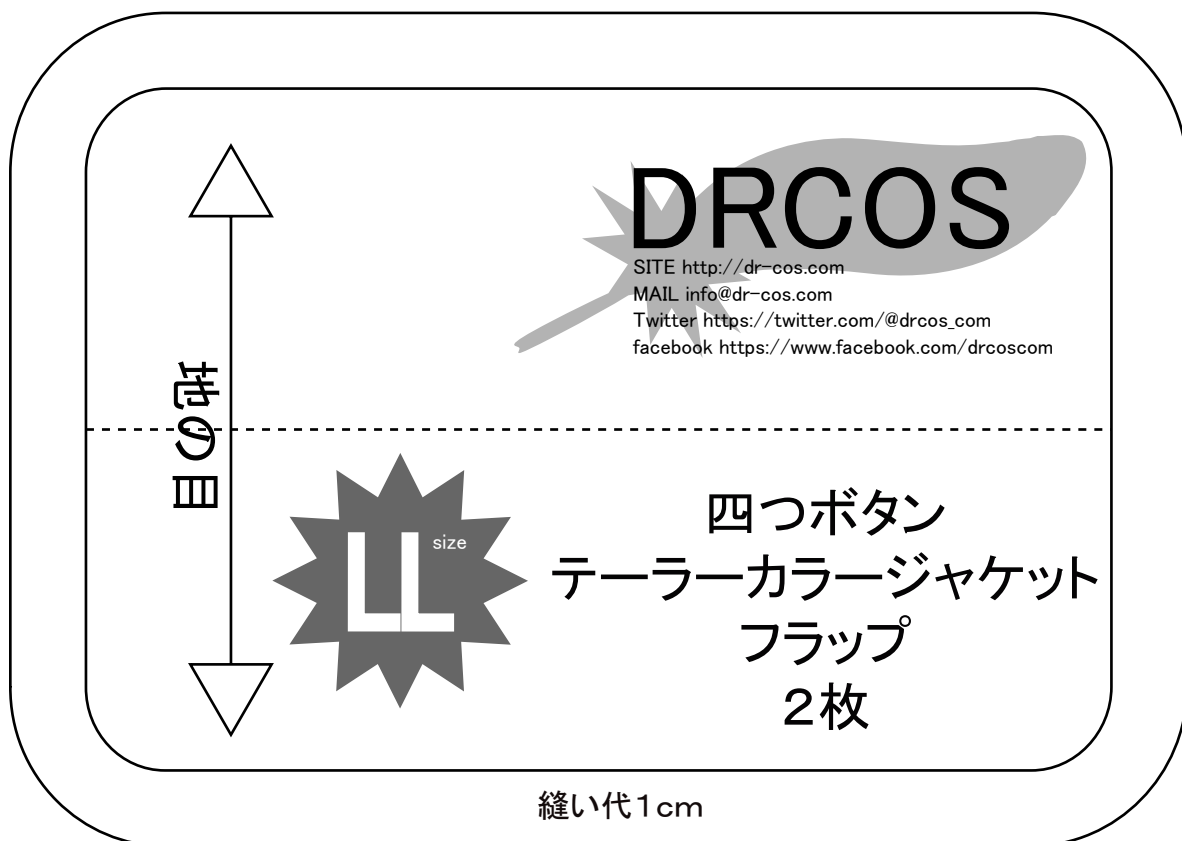 DRCOS
SITE http://dr-cos.com
MAIL info@dr-cos.com
Twitter https://twitter.com/@drcos_com
facebook https://www.facebook.com/drcoscom
地の目
LL size
四つボタン
テーラーカラージャケット
フラップ
２枚
縫い代1cm